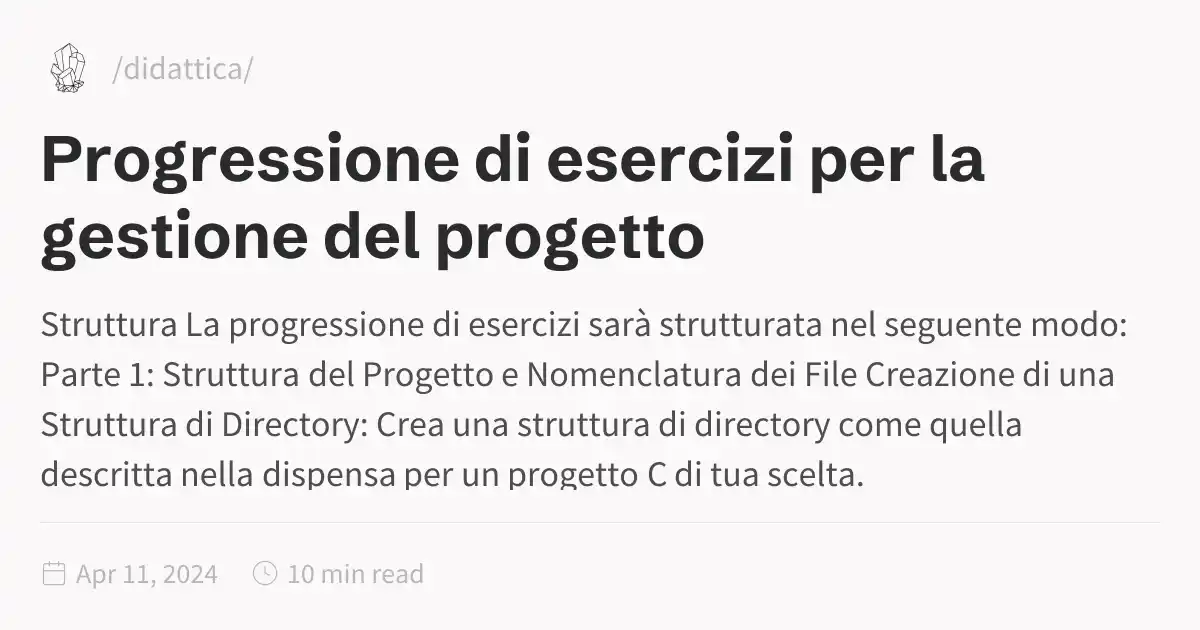 /didattica/
Progressione di esercizi per la
gestione del progetto
Struttura La progressione di esercizi sarà strutturata nel seguente modo:
Parte 1: Struttura del Progetto e Nomenclatura dei File Creazione di una
Struttura di Directory: Crea una struttura di directory come quella
descritta nella dispensa per un progetto C di tua scelta.
Apr 11, 2024 10 min read